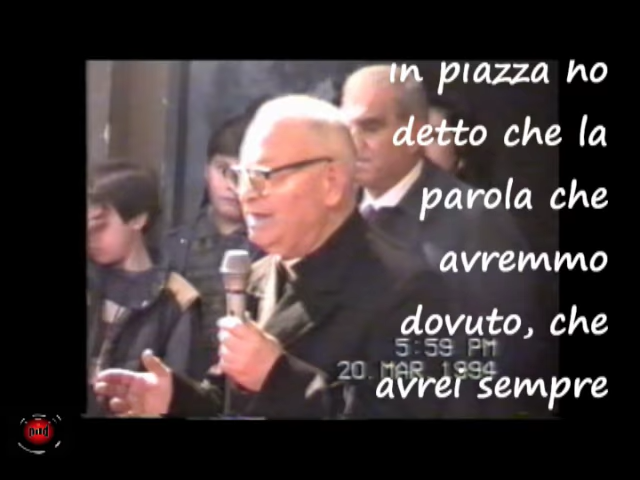 in piazza ho
detto che la
parola che
avremmo
dovuto, che
5:59 PM
20. MAR 1994
avrei sempre